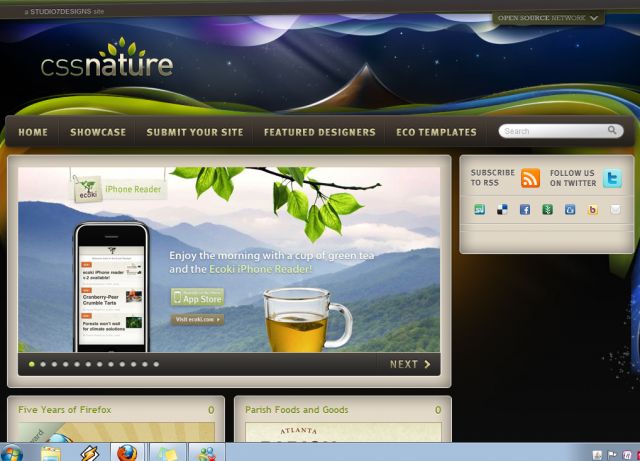 a STUDIO7DESIGNS site
OPEN SOURCE NETWORK
cssnature
HOME
SHOWCASE
SUBMIT YOUR SITE
FEATURED DESIGNERS
ECO TEMPLATES
Search
ecoki
iPhone Reader
SUBSCRIBE
TO RSS
FOLLOW US
ON TWITTER
Enjoy the morning with a cup of green tea
and the Ecoki iPhone Reader!
App Store
Visit ecoki.com
ecoki iPhone reader
v.2 available!
Cranberry-Pear
Crumble Tarts
Forests won't wait
for climate solutions
NEXT
Five Years of Firefox
0
Parish Foods and Goods
0
ATLANTA